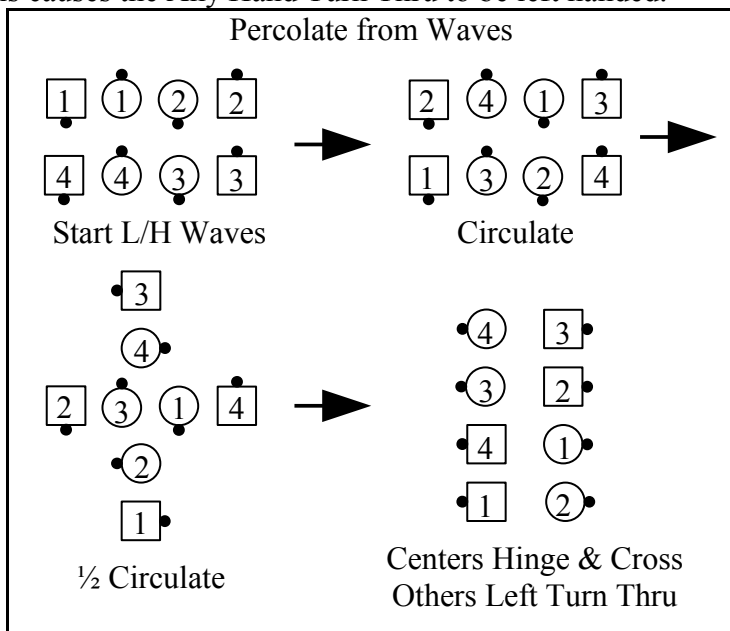 is causes the Any Hand Turn Thru to be left handed.
Percolate from Waves
1 1 2 2 2 4 1 3
4 4 3 3 1 3 2 4
Start L/H Waves Circulate
3
4
2 3 1 4
2
1
½ Circulate
4 3
3 2
4 1
1 2
Centers Hinge & Cross
Others Left Turn Thru